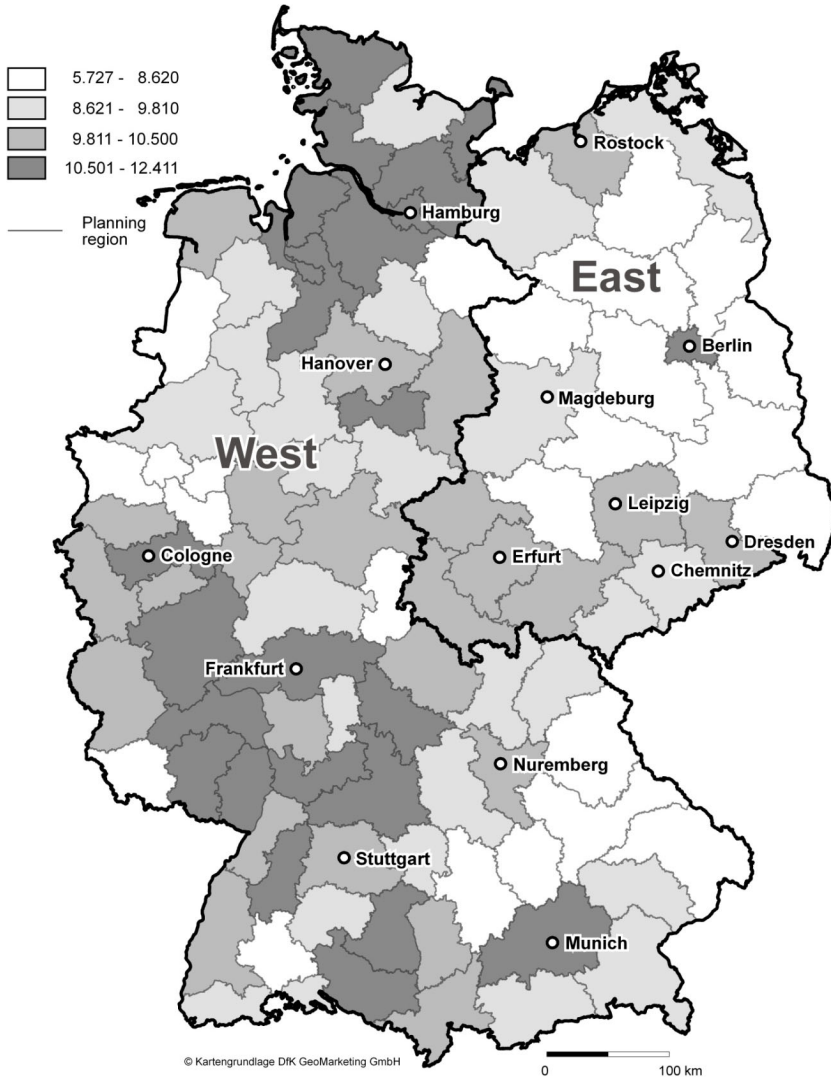 5.727 - 8.620
8.621 - 9.810
9.811 - 10.500
10.501 - 12.411
Planning
region
Rostock
Hamburg
East
Berlin
Hanover
Magdeburg
West
Leipzig
Dresden
Cologne
Erfurt
Chemnitz
Frankfurt
Nuremberg
Stuttgart
Munich
© Kartengrundlage DfK GeoMarketing GmbH
0 100 km